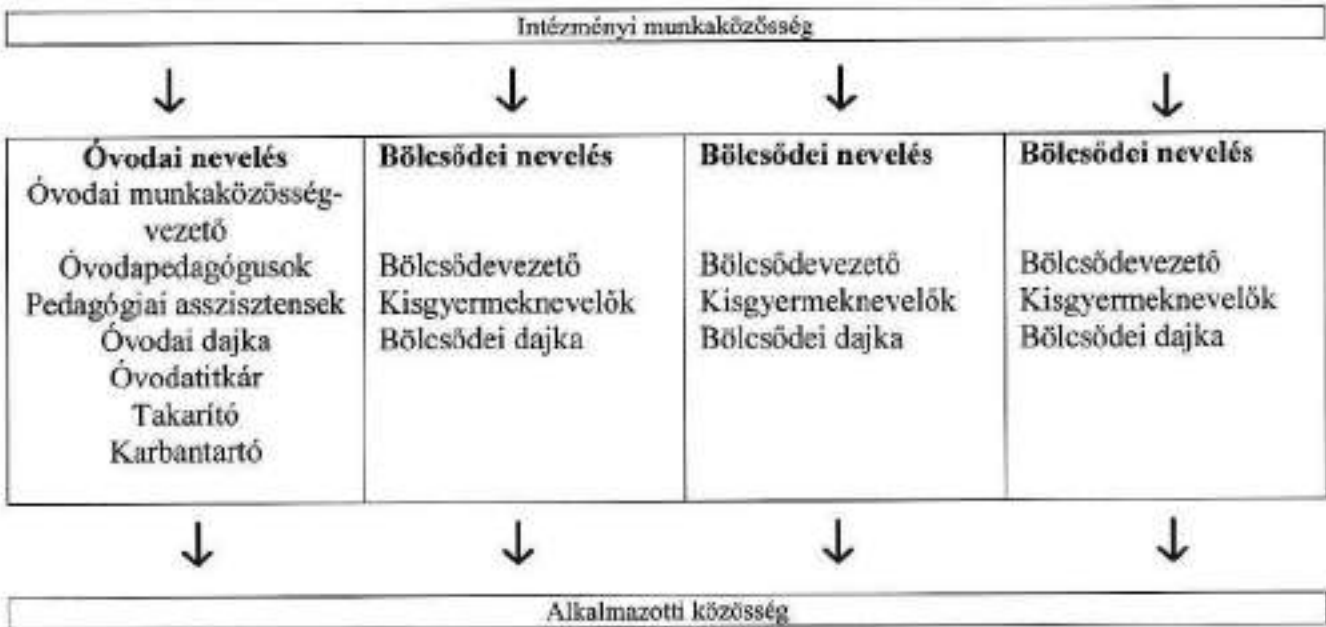 Intézményi munkaközösség
Óvodai nevelés
Óvodai munkaközösség-
vezető
Óvodapedagógusok
Pedagógiai asszisztensek
Óvodai dajka
Óvodatitkár
Takarító
Karbantartó
Bölcsődei nevelés
Bölcsődevezető
Kisgyermeknevelők
Bölcsődei dajka
Bölcsődei nevelés
Bölcsődevezető
Kisgyermeknevelők
Bölcsődei dajka
Bölcsődei nevelés
Bölcsődevezető
Kisgyermeknevelők
Bölcsődei dajka
Alkalmazotti közösség